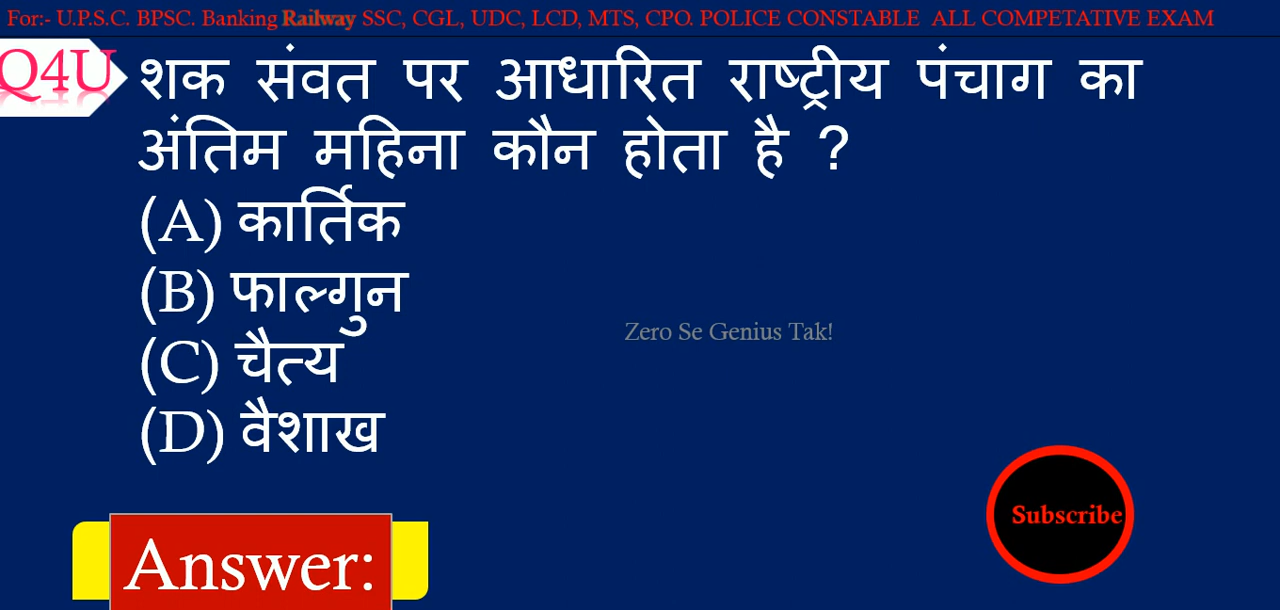 For:- U.P.S.C. BPSC. Banking Railway SSC, CGL, UDC, LCD, MTS, CPO. POLICE CONSTABLE ALL COMPETATIVE EXAM
Q4U
शक संवत पर आधारित राष्ट्रीय पंचाग का
अंतिम महिना कौन होता है ?
(A) कार्तिक
(B) फाल्गुन
(C) चैत्य
(D) वैशाख
Zero Se Genius Tak!
Subscribe
Answer: